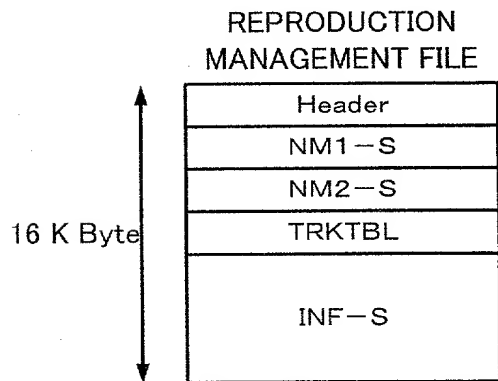 REPRODUCTION
MANAGEMENT FILE
Header
NM1-S
NM2-S
TRKTBL
16 K Byte
INF-S